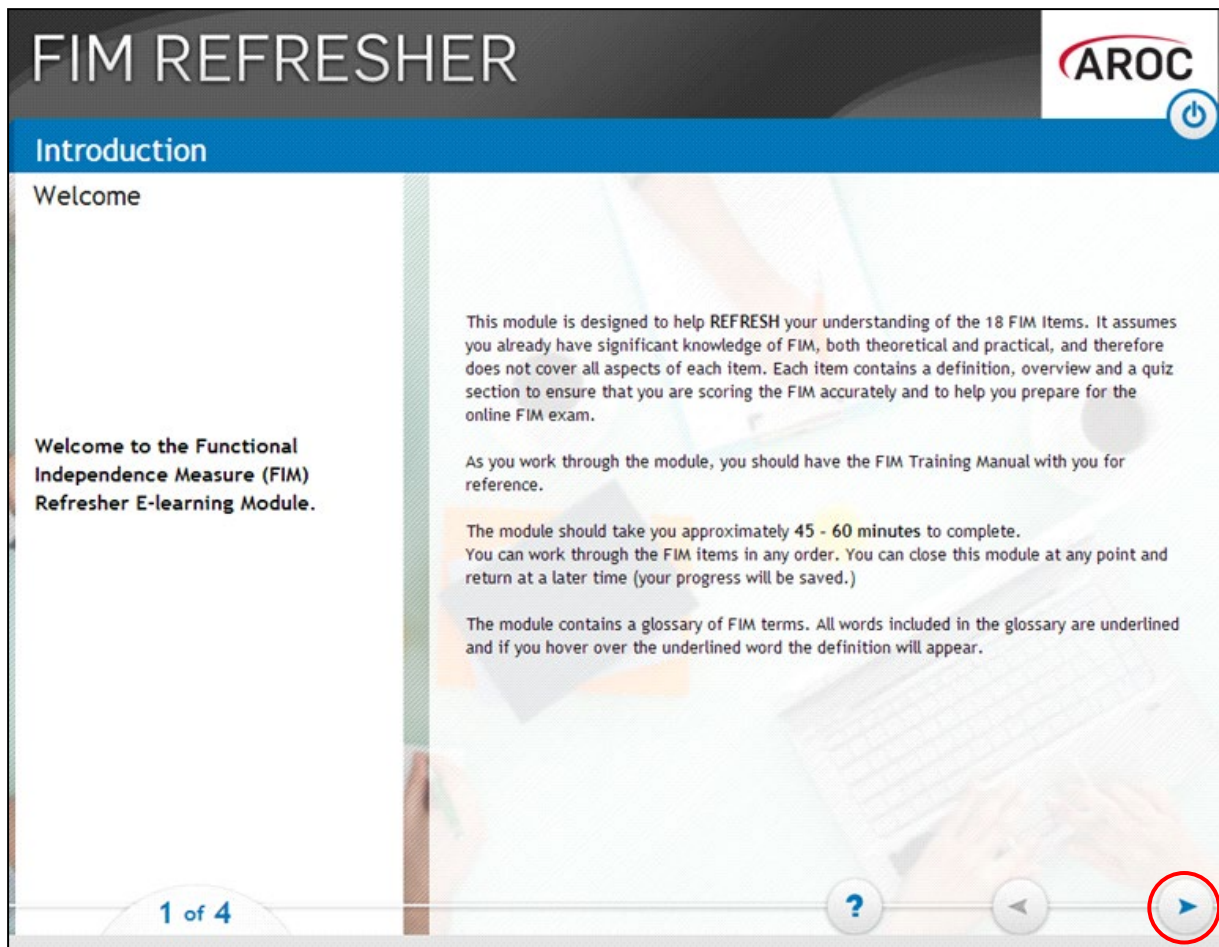 FIM REFRESHER
AROC
Introduction
Welcome
Welcome to the Functional
Independence Measure (FIM)
Refresher E-learning Module.
This module is designed to help REFRESH your understanding of the 18 FIM Items. It assumes
you already have significant knowledge of FIM, both theoretical and practical, and therefore
does not cover all aspects of each item. Each item contains a definition, overview and a quiz
section to ensure that you are scoring the FIM accurately and to help you prepare for the
online FIM exam.
As you work through the module, you should have the FIM Training Manual with you for
reference.
The module should take you approximately 45 - 60 minutes to complete.
You can work through the FIM items in any order. You can close this module at any point and
return at a later time (your progress will be saved.)
The module contains a glossary of FIM terms. All words included in the glossary are underlined
and if you hover over the underlined word the definition will appear.
1 of 4
?